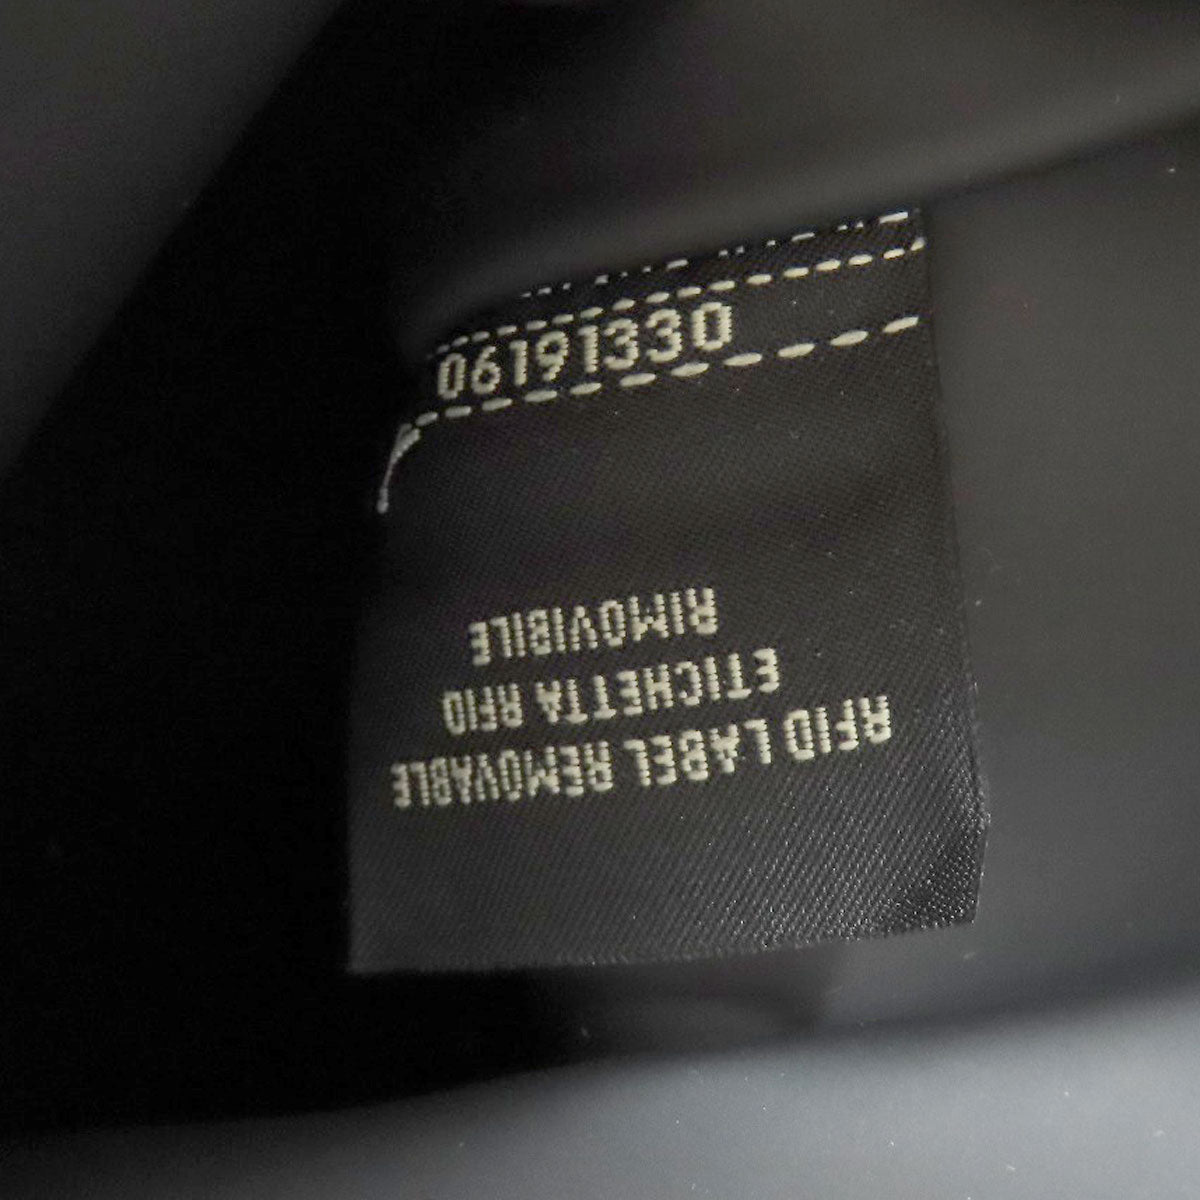 06191330
RFID LABEL REMOVABLE
ETICHETTA RFID
RIMOVIBILE